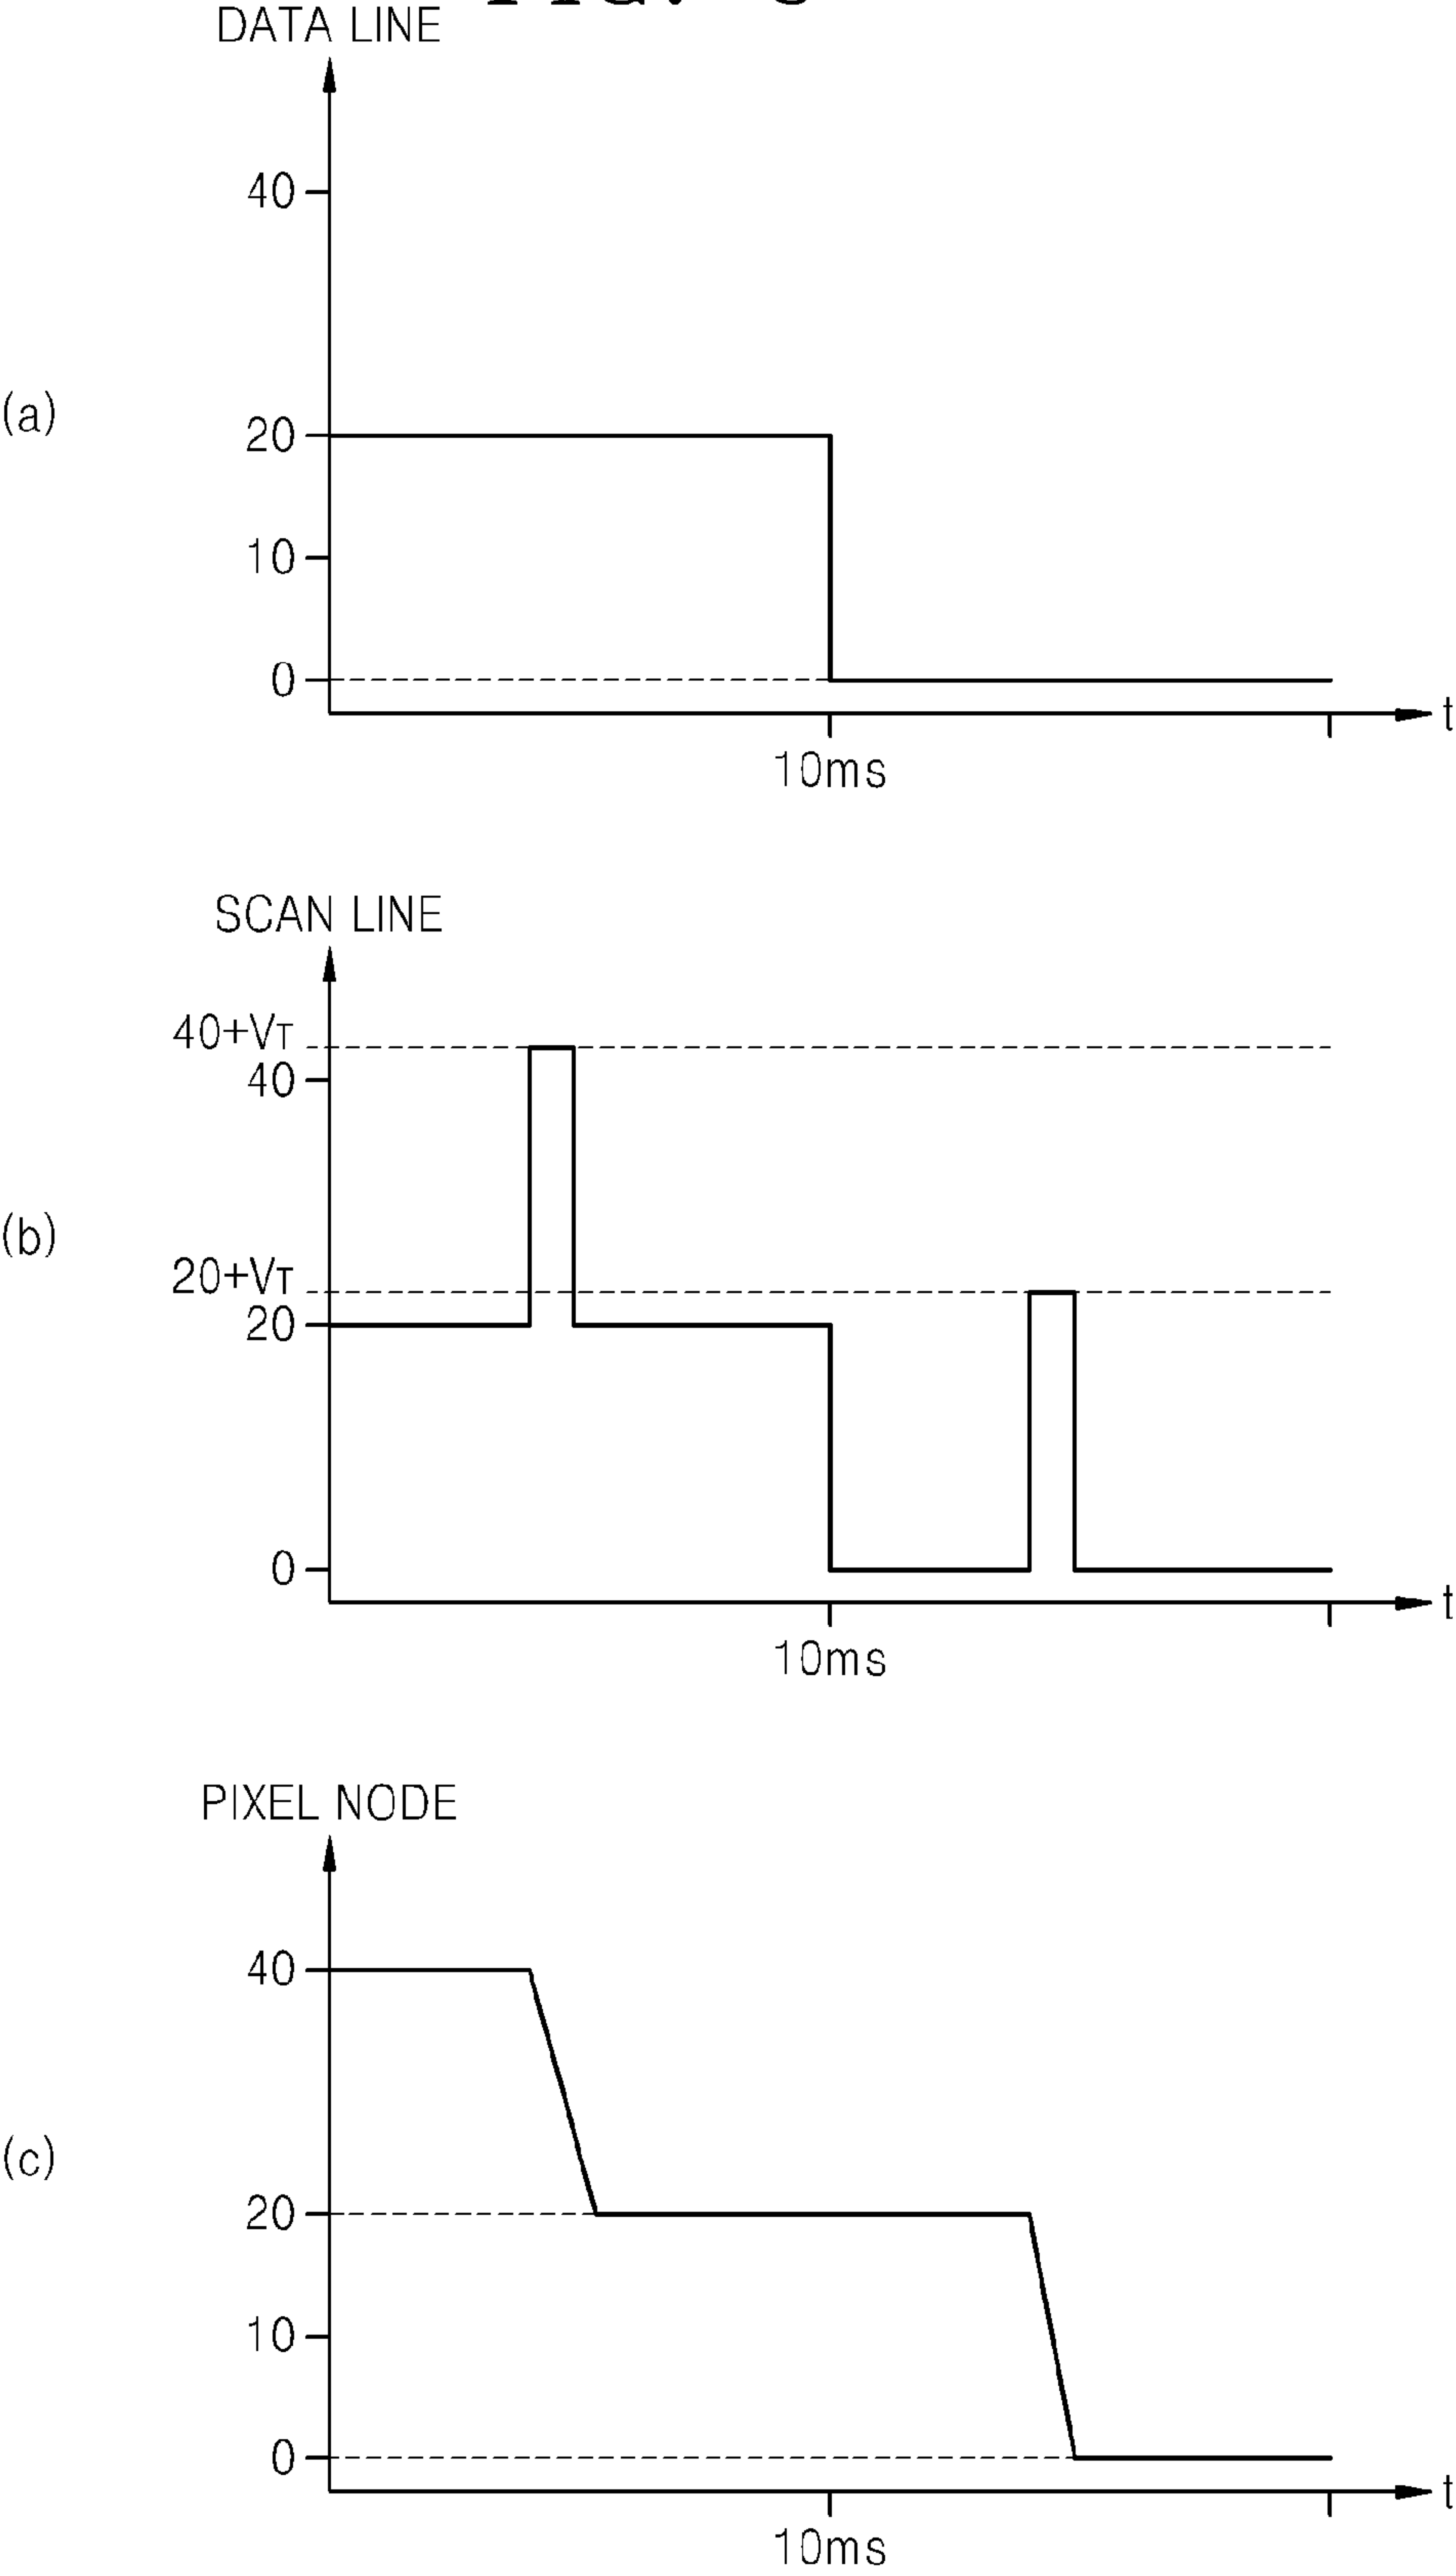 DATA LINE
40
(a)
20
10
0
t
10ms
SCAN LINE
40+VT
40
(b)
20+VT
20
0
t
10ms
PIXEL NODE
40
(c)
20
10
0
t
10ms